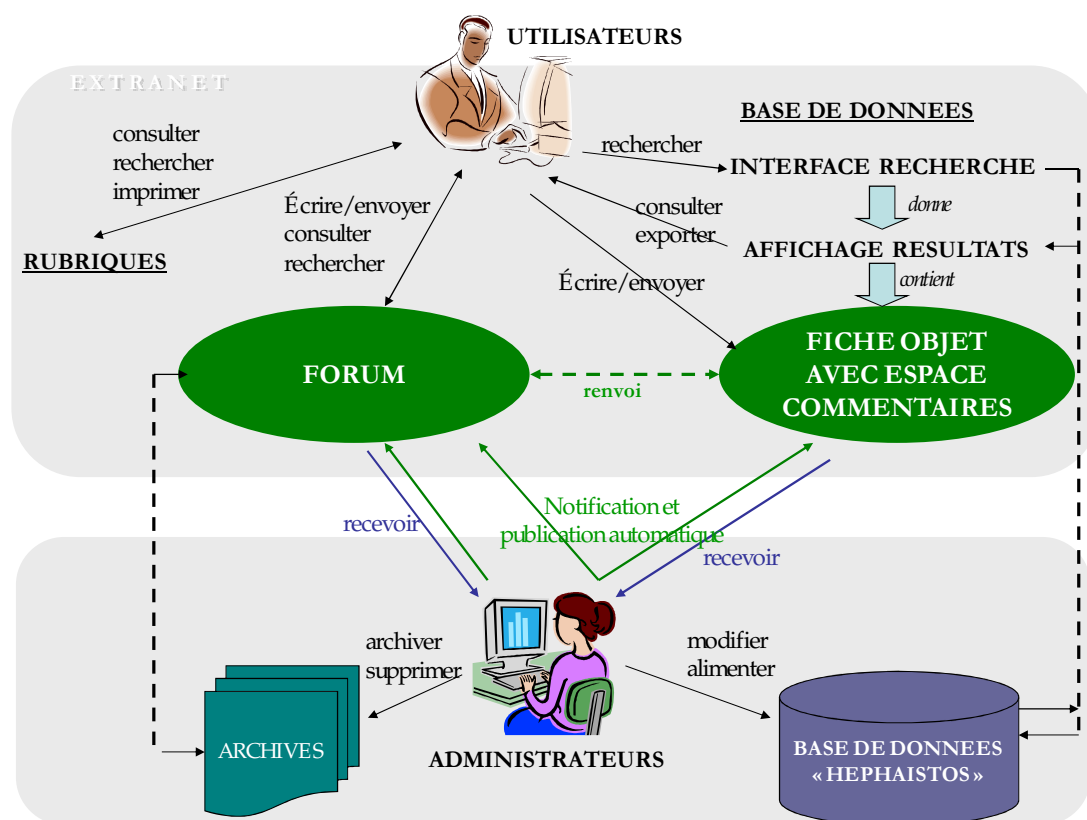 UTILISATEURS
EXTRANET
BASE DE DONNEES
consulter
rechercher
imprimer
rechercher
INTERFACE RECHERCHE
Écrire/envoyer
consulter
rechercher
consulter
exporter
donne
RUBRIQUES
AFFICHAGE RESULTATS
Écrire/envoyer
contient
FORUM
renvoi
FICHE OBJET
AVEC ESPACE
COMMENTAIRES
recevoir
Notification et
publication automatique
recevoir
archiver
supprimer
modifier
alimenter
ARCHIVES
ADMINISTRATEURS
BASE DE DONNEES
« HEPHAISTOS »